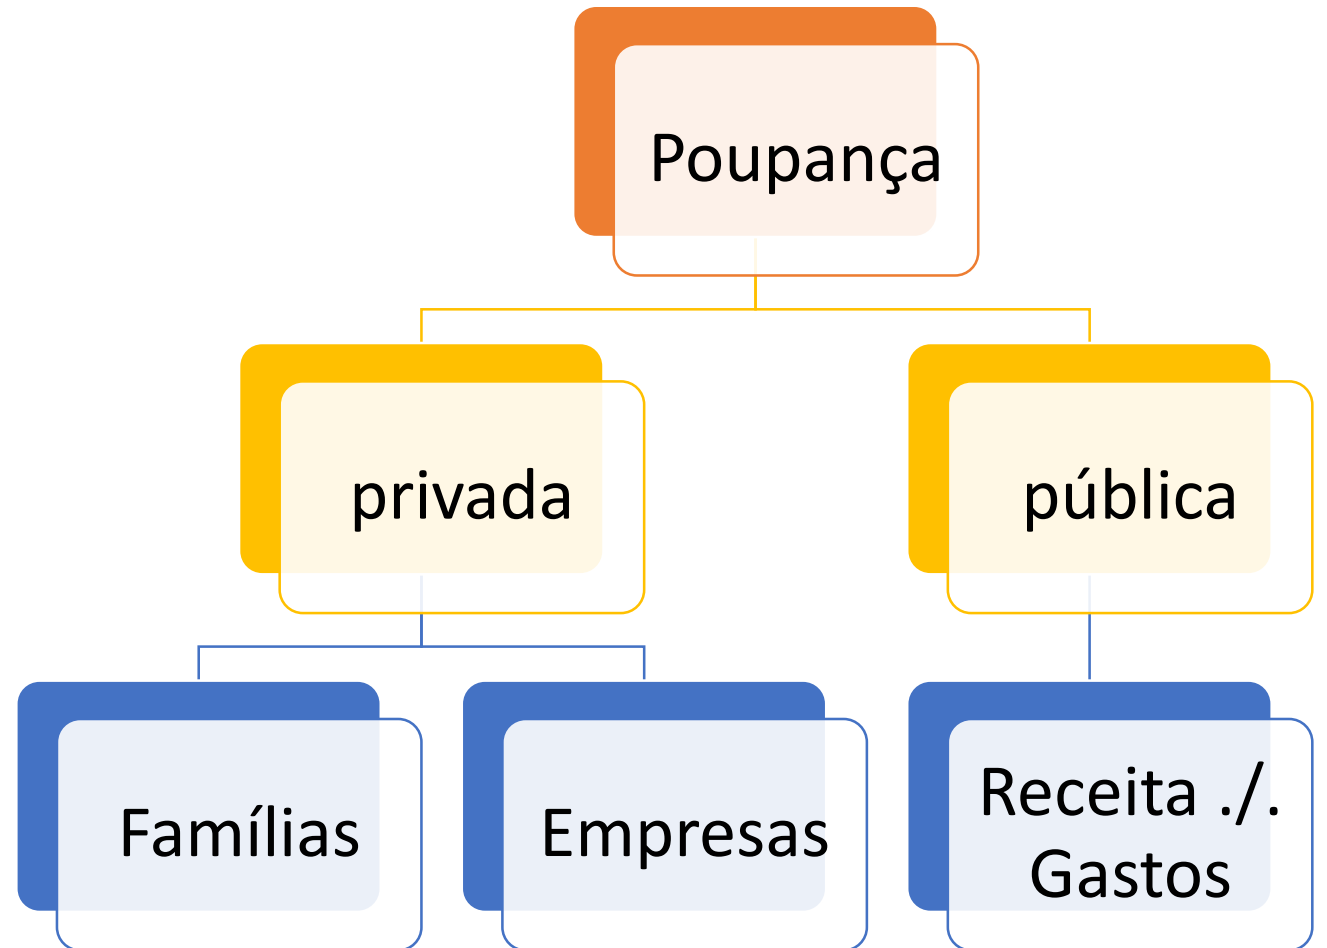 Poupança
privada
pública
Famílias
Empresas
Receita ./.
Gastos